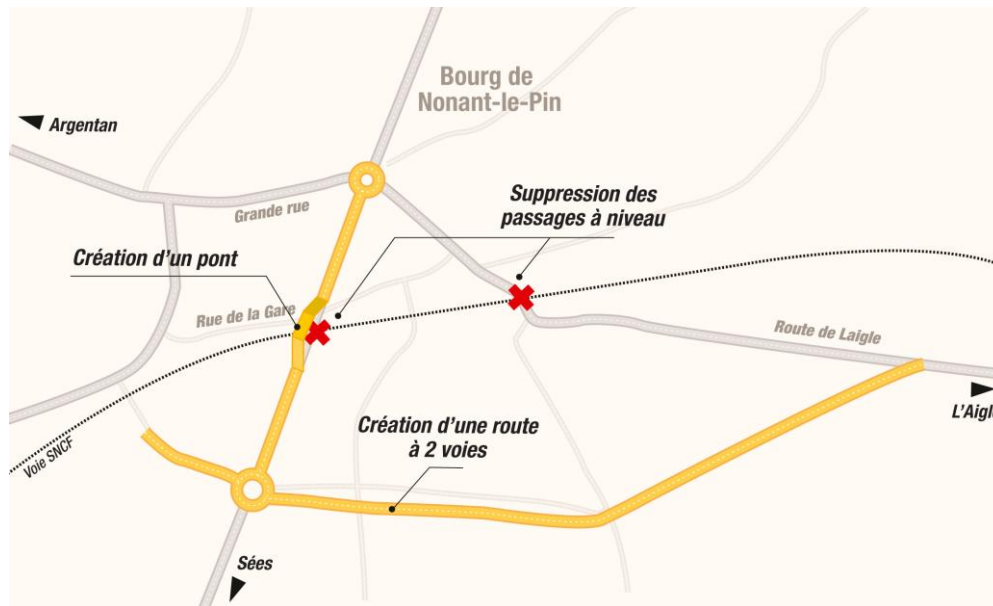 Bourg de
Nonant-le-Pin
Argentan
Suppression des
passages à niveau
Grande rue
Création d'un pont
Rue de la Gare
Route de Laigle
L'Aigle
Création d'une route
à 2 voies
Voie SNCF
Sées